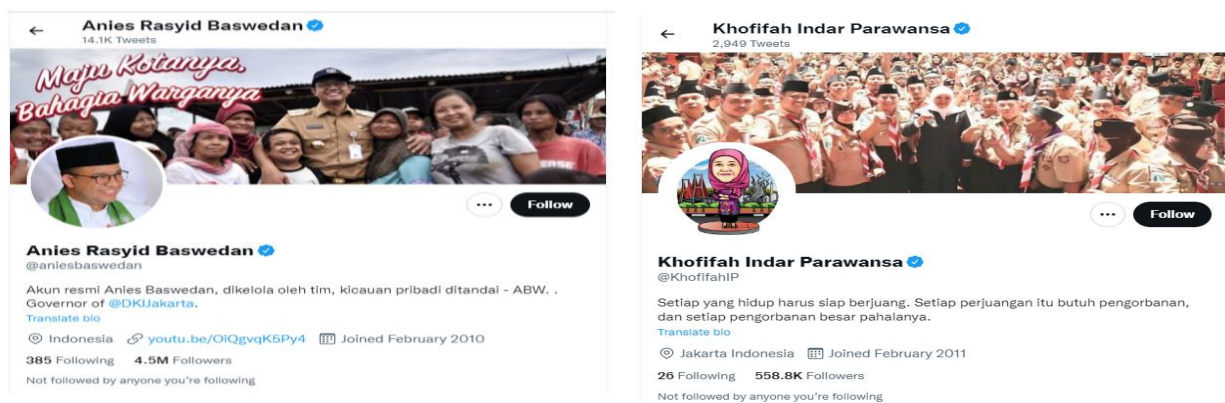 Anies Rasyid Baswedan
14.1K Tweets
Maju Kotanya,
Bahagia Warganya
Follow
Anies Rasyid Baswedan
@aniesbaswedan
Akun resmi Anies Baswedan, dikelola oleh tim, kicauan pribadi ditandai - ABW. .
Governor of @DKIJakarta.
Translate bio
Indonesia youtu.be/OiQgvqK5Py4 Joined February 2010
385 Following 4.5M Followers
Not followed by anyone you're following
Khofifah Indar Parawansa
2,949 Tweets
Follow
Khofifah Indar Parawansa
@KhofifahIP
Setiap yang hidup harus siap berjuang. Setiap perjuangan itu butuh pengorbanan,
dan setiap pengorbanan besar pahalanya.
Translate bio
Jakarta Indonesia Joined February 2011
26 Following 558.8K Followers
Not followed by anyone you're following